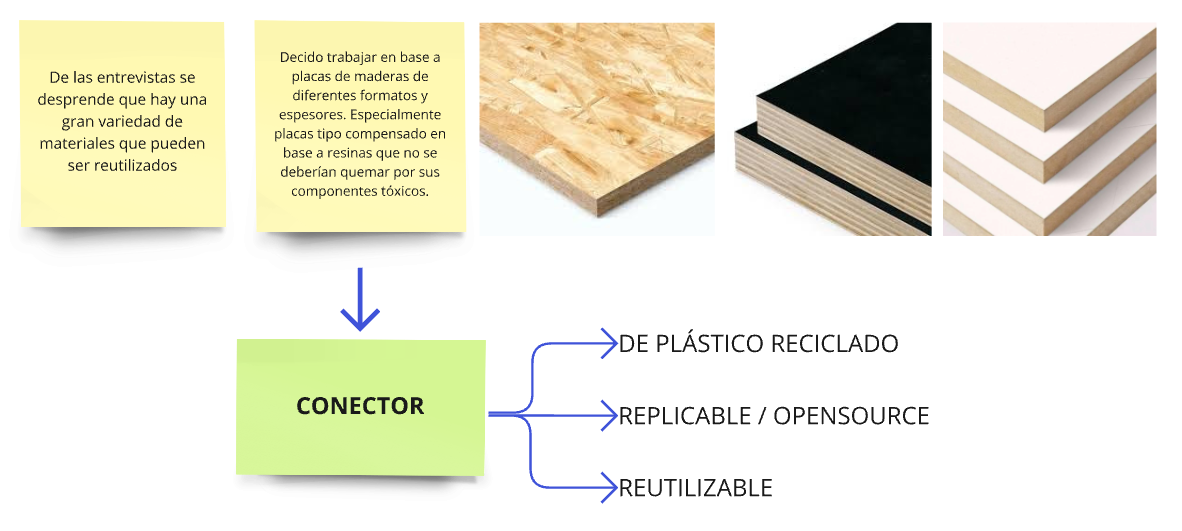 De las entrevistas se
desprende que hay una
gran variedad de
materiales que pueden
ser reutilizados
Decido trabajar en base a
placas de maderas de
diferentes formatos y
espesores. Especialmente
placas tipo compensado en
base a resinas que no se
deberían quemar por sus
componentes tóxicos.
CONECTOR
DE PLÁSTICO RECICLADO
REPLICABLE / OPENSOURCE
REUTILIZABLE